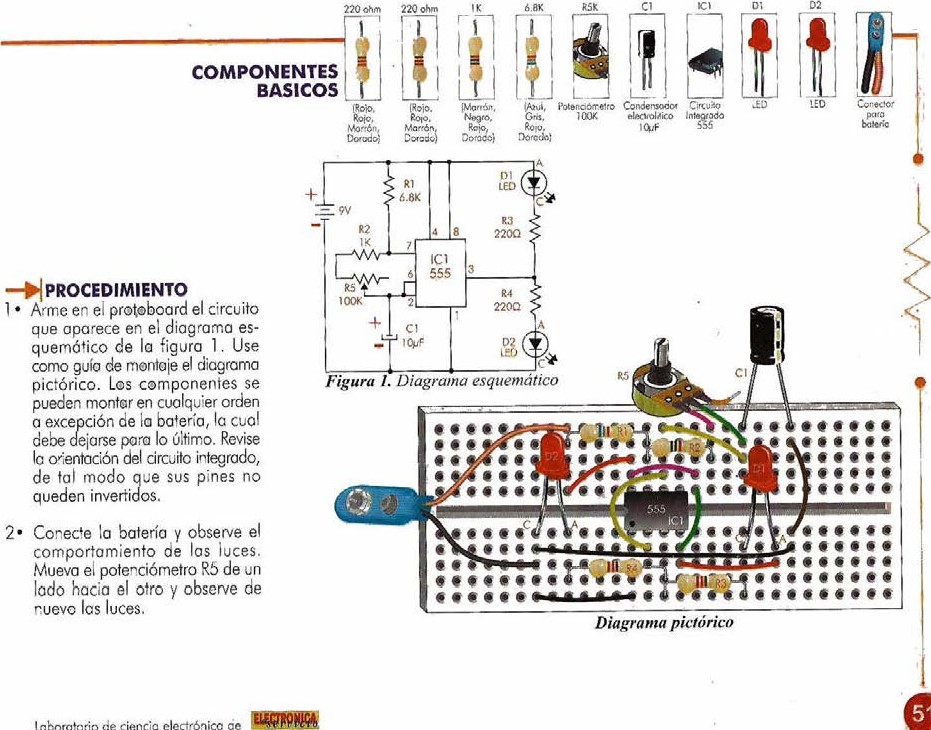 220 ohm 220 ohm 1K 6.8K R5K C1 IC1 D1 D2
COMPONENTES
BASICOS
(Rojo,
Rojo,
Marrón,
Dorado)
(Rojo,
Rojo,
Marrón,
Dorado)
(Marrón,
Negro,
Rojo,
Dorado)
(Azul,
Gris,
Rojo,
Dorado)
Potenciómetro
100K
Condensador
electrolítico
10µF
Circuito
Integrado
555
LED
LED
Conector
para
batería
A
D1
LED
C
R1
6.8K
9V
R3
220Ω
R2
1K
4 8
7
IC1
555
3
6
R5
100K
2
1
R4
220Ω
C1
10µF
A
D2
LED
C
Figura 1. Diagrama esquemático
PROCEDIMIENTO
1• Arme en el protoboard el circuito
que aparece en el diagrama es-
quemático de la figura 1. Use
como guía de montaje el diagrama
pictórico. Los componentes se
pueden montar en cualquier orden
a excepción de la batería, la cual
debe dejarse para lo último. Revise
la orientación del circuito integrado,
de tal modo que sus pines no
queden invertidos.
2• Conecte la batería y observe el
comportamiento de las luces.
Mueva el potenciómetro R5 de un
lado hacia el otro y observe de
nuevo las luces.
R5
C1
R1
D2
R2
D1
555
IC1
C A
C A
R4
R3
Diagrama pictórico
Laboratorio de ciencia electrónica de ELECTRONICA servicio
51